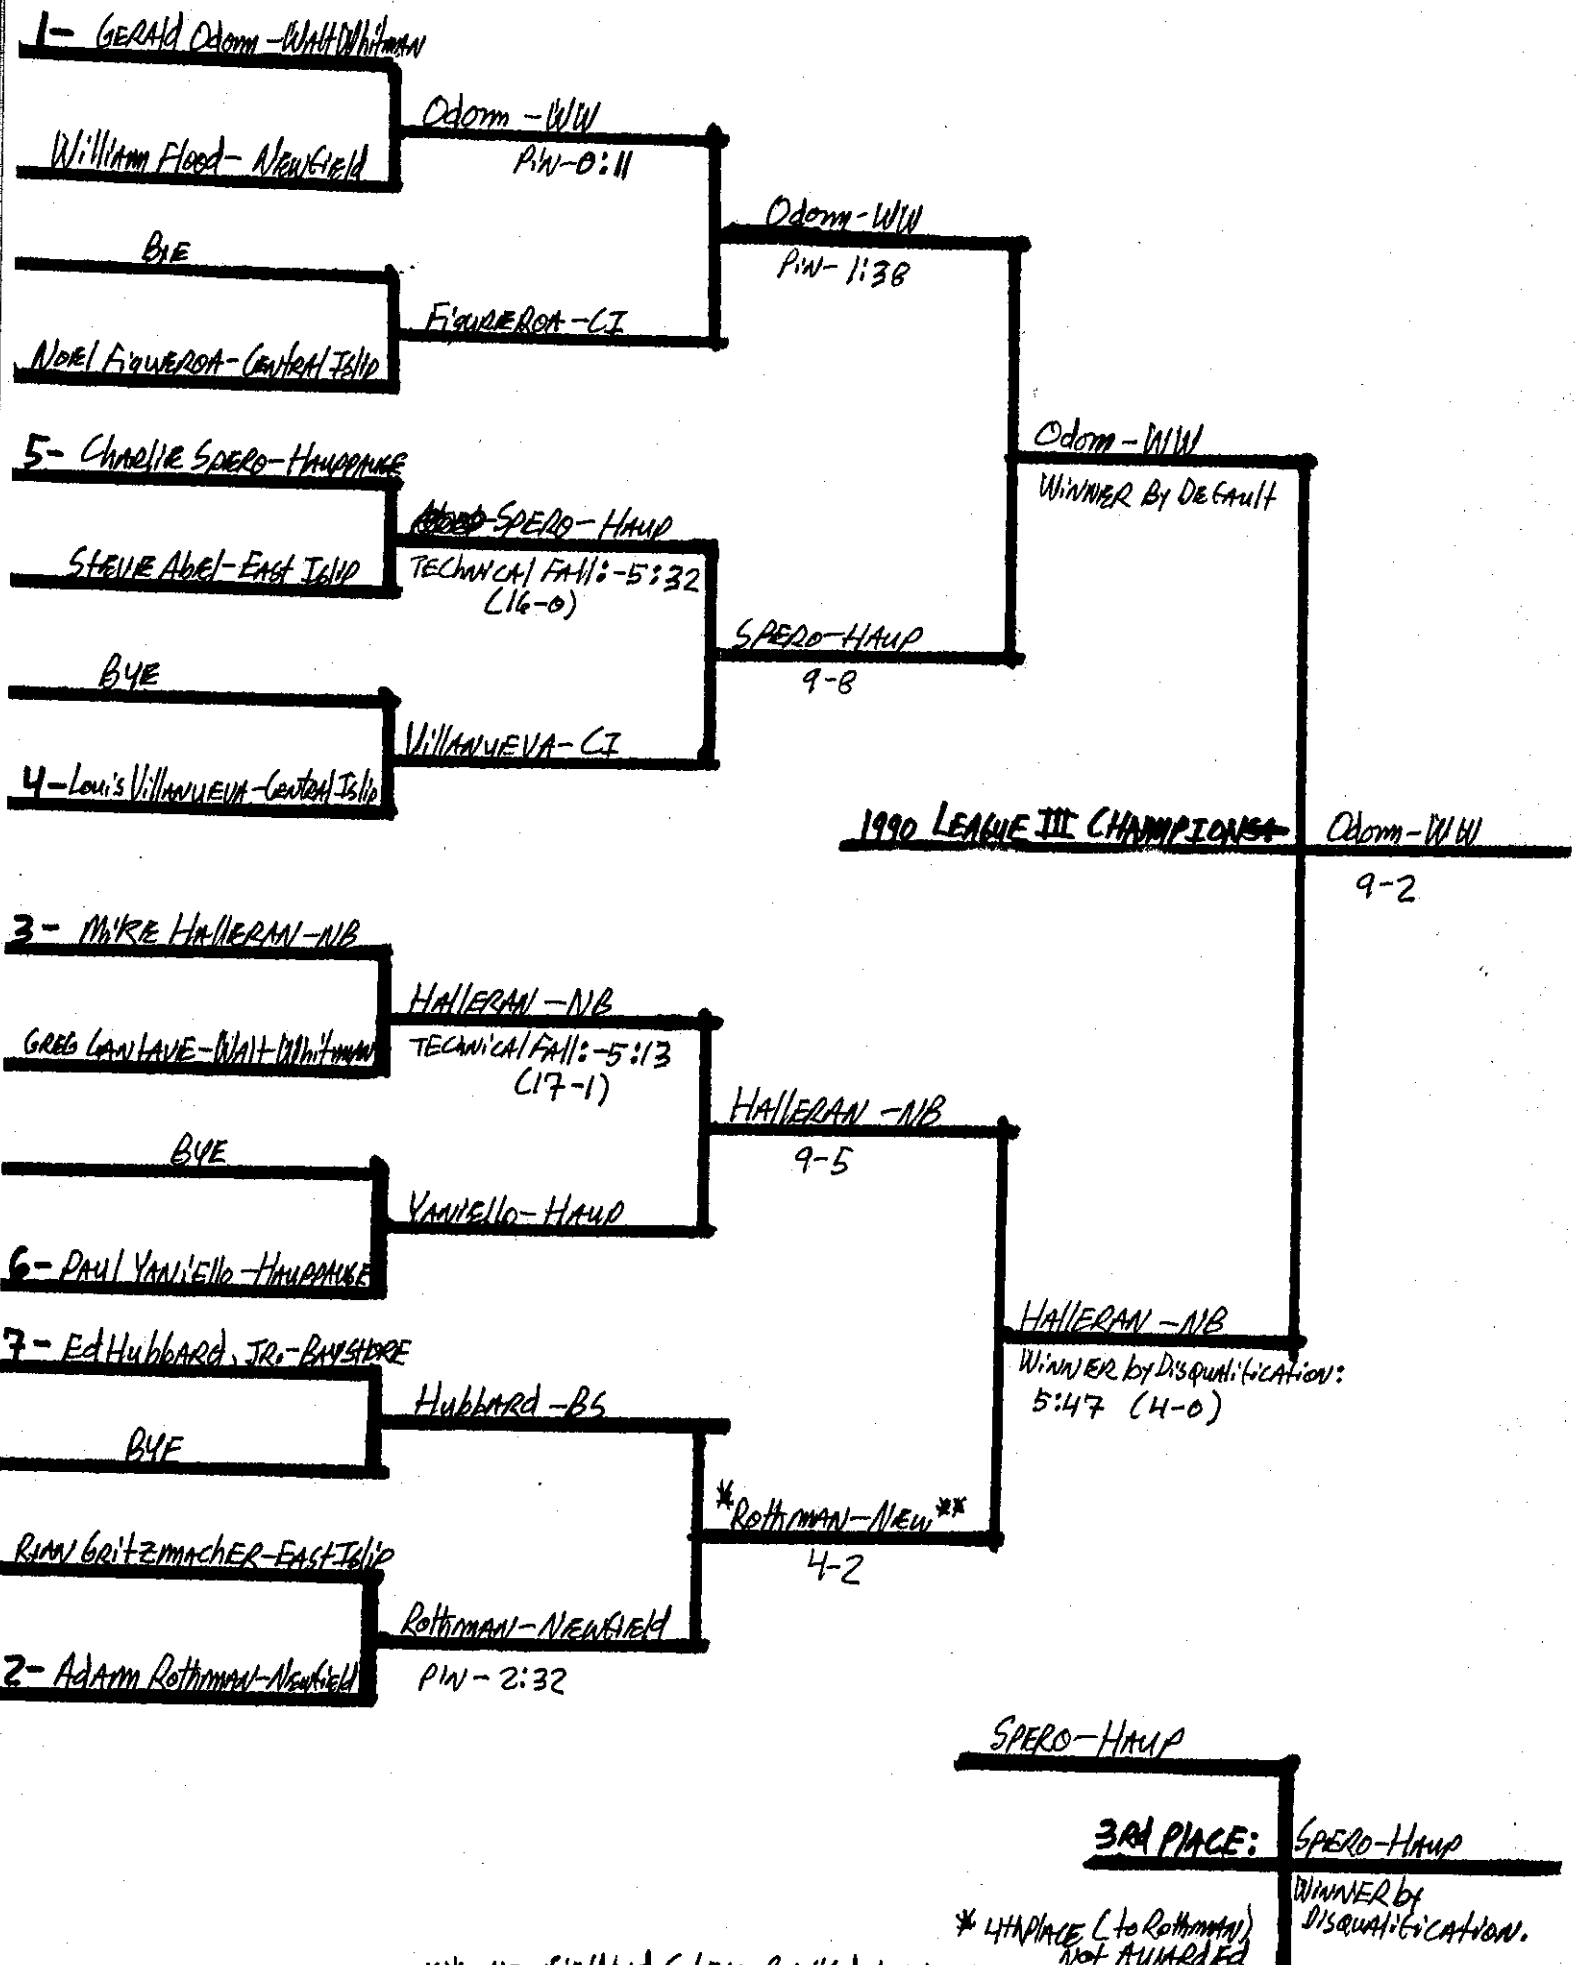 1- Gerald Odom-Walt Whitman
Odom-WW
William Flood-Newfield
Pin-0:11
Odom-WW
Bye
Pin-1:38
Figureroa-CI
Noel Figueroa-Central Islip
5- Charlie Spero-Hauppauge
Odom-WW
Winner By Default
Spero-Haup
Steve Abel-East Islip
Technical Fall:-5:32
(16-0)
Spero-Haup
Bye
9-8
Villanueva-CI
4-Louis Villanueva-Central Islip
1990 League III Champion
Odom-WW
9-2
3- Mike Halleran-NB
Halleran-NB
Greg Lantave-Walt Whitman
Technical Fall:-5:13
(17-1)
Halleran-NB
Bye
9-5
Yaniello-Haup
6-Paul Yaniello-Hauppauge
7-Ed Hubbard, Jr.-Bayshore
Halleran-NB
Winner by Disqualification:
5:47 (4-0)
Hubbard-BS
Bye
*Rothman-New**
4-2
Rian Gritzmacher-East Islip
Rothman-Newfield
2-Adam Rothman-Newfield
Pin-2:32
Spero-Haup
3rd Place:
Spero-Haup
Winner by
Disqualification.
* 4th Place (to Rothman)
Not Awarded